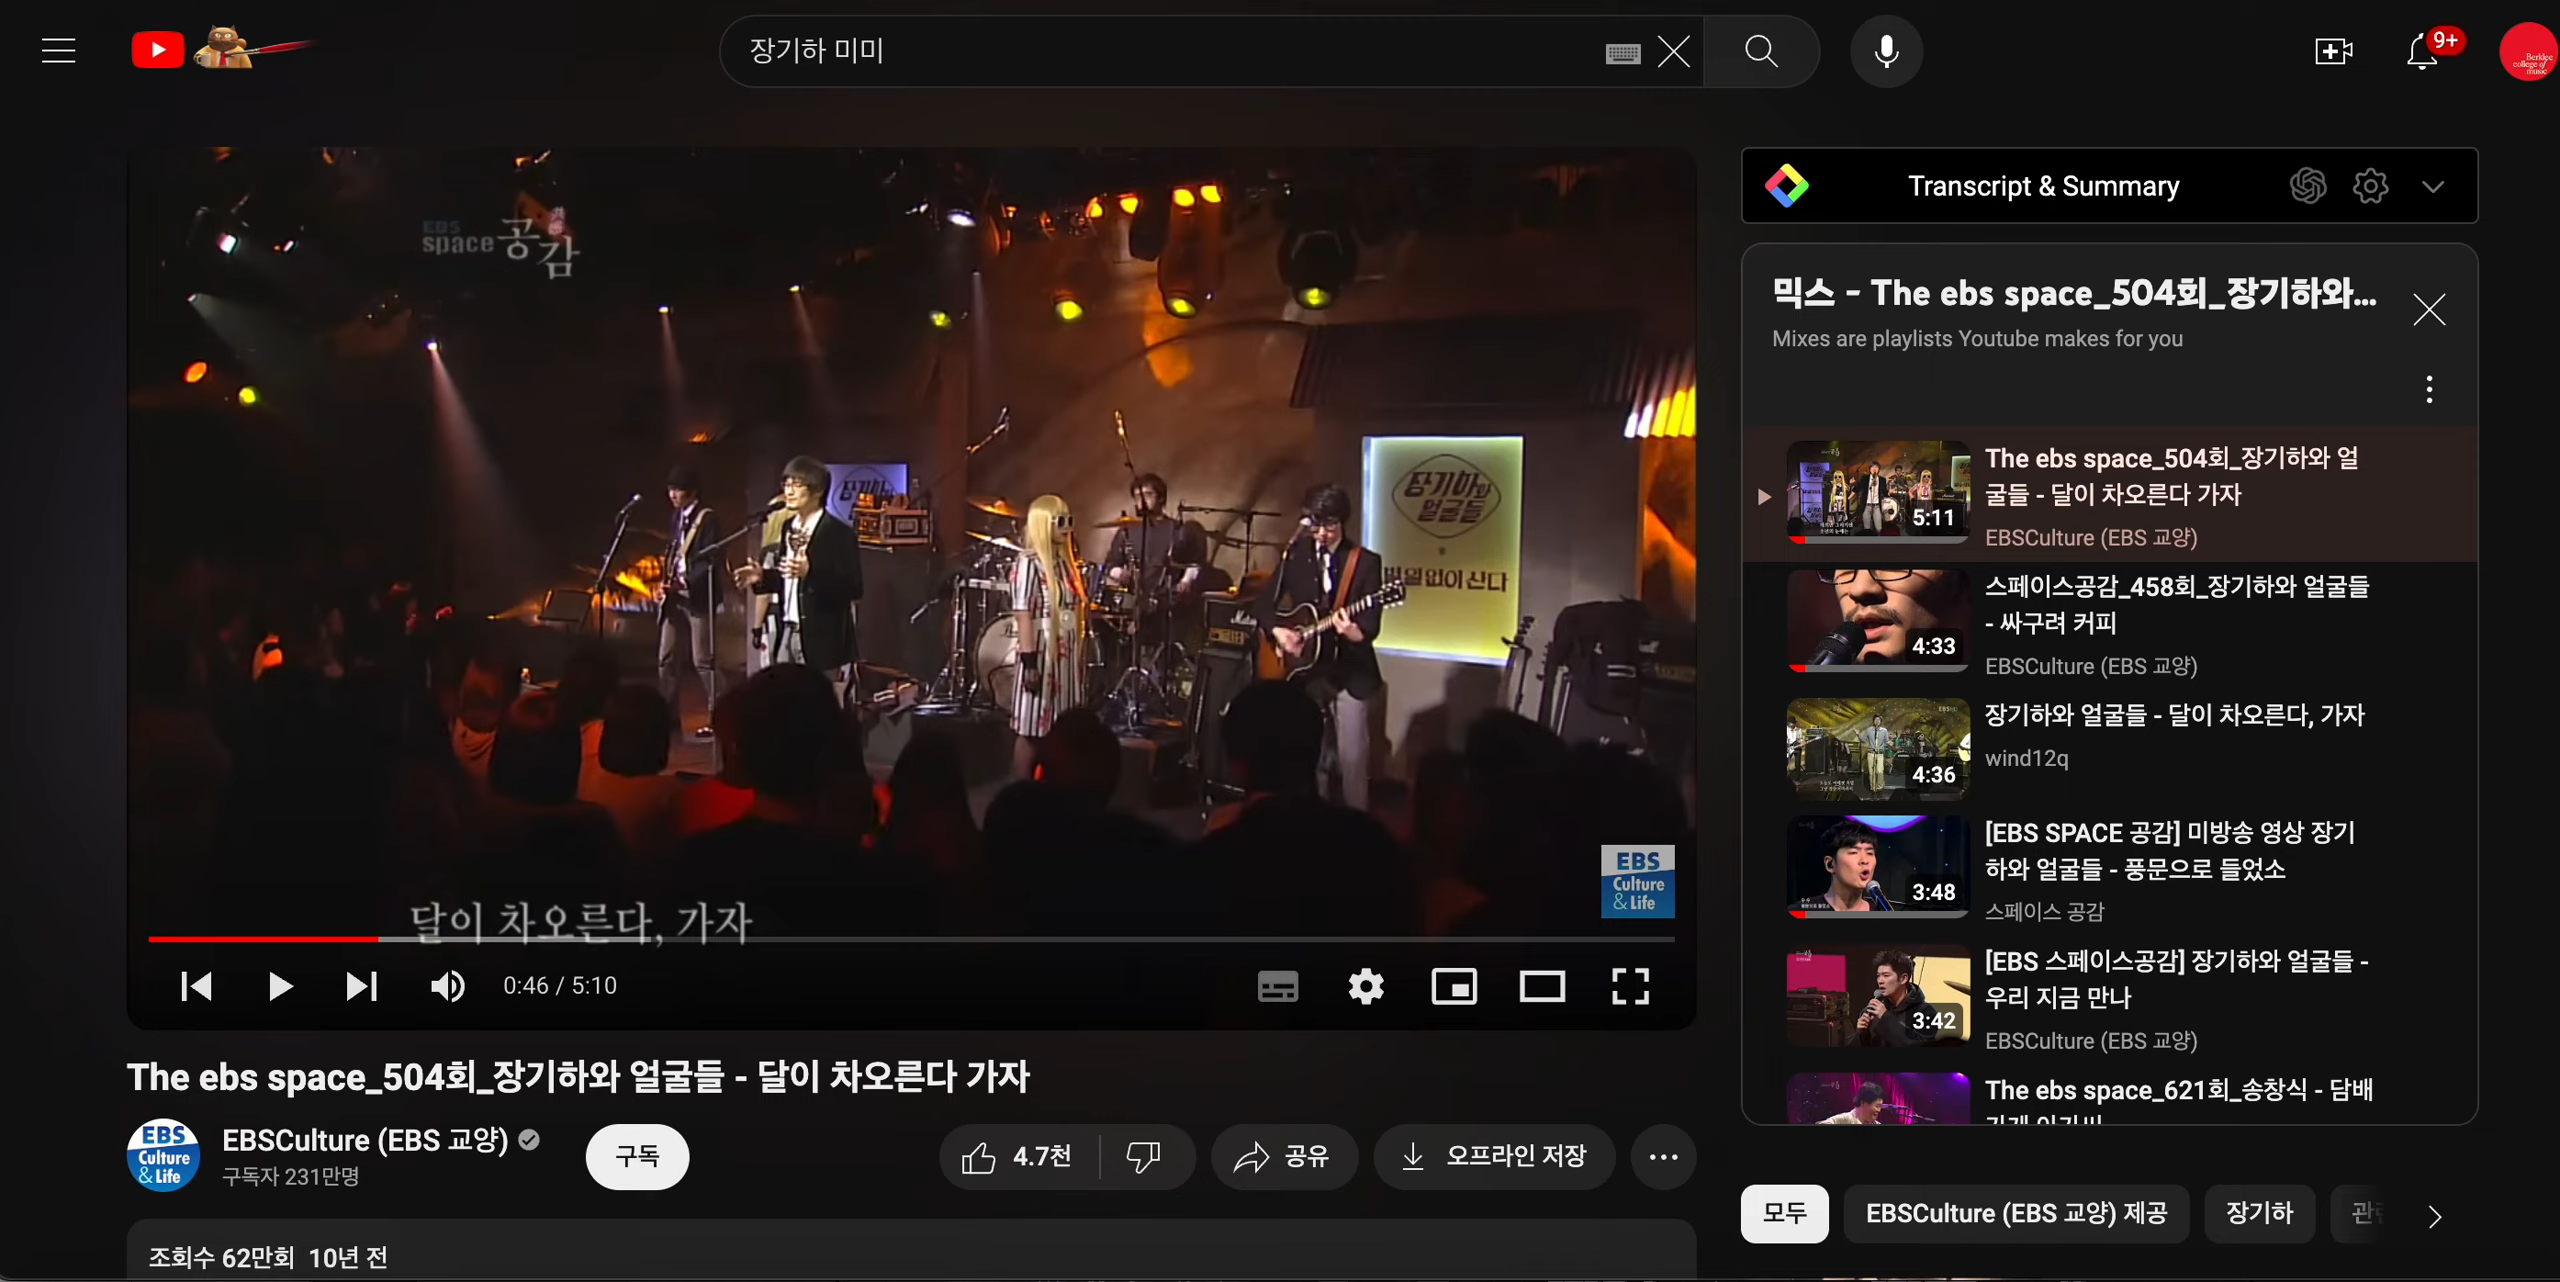 장기하 미미
9+
Berklee
college of
music
EBS
space 공감
장기하와
얼굴들
별일없이 산다
EBS
Culture
& Life
달이 차오른다, 가자
0:46 / 5:10
The ebs space_504회_장기하와 얼굴들 - 달이 차오른다 가자
EBS
Culture
& Life
EBSCulture (EBS 교양)
구독자 231만명
구독
4.7천
공유
오프라인 저장
조회수 62만회 10년 전
Transcript & Summary
믹스 - The ebs space_504회_장기하와...
Mixes are playlists Youtube makes for you
The ebs space_504회_장기하와 얼
굴들 - 달이 차오른다 가자
EBSCulture (EBS 교양)
5:11
스페이스공감_458회_장기하와 얼굴들
- 싸구려 커피
EBSCulture (EBS 교양)
4:33
장기하와 얼굴들 - 달이 차오른다, 가자
wind12q
4:36
[EBS SPACE 공감] 미방송 영상 장기
하와 얼굴들 - 풍문으로 들었소
스페이스 공감
3:48
[EBS 스페이스공감] 장기하와 얼굴들 -
우리 지금 만나
EBSCulture (EBS 교양)
3:42
The ebs space_621회_송창식 - 담배
가게 아가씨
모두
EBSCulture (EBS 교양) 제공
장기하